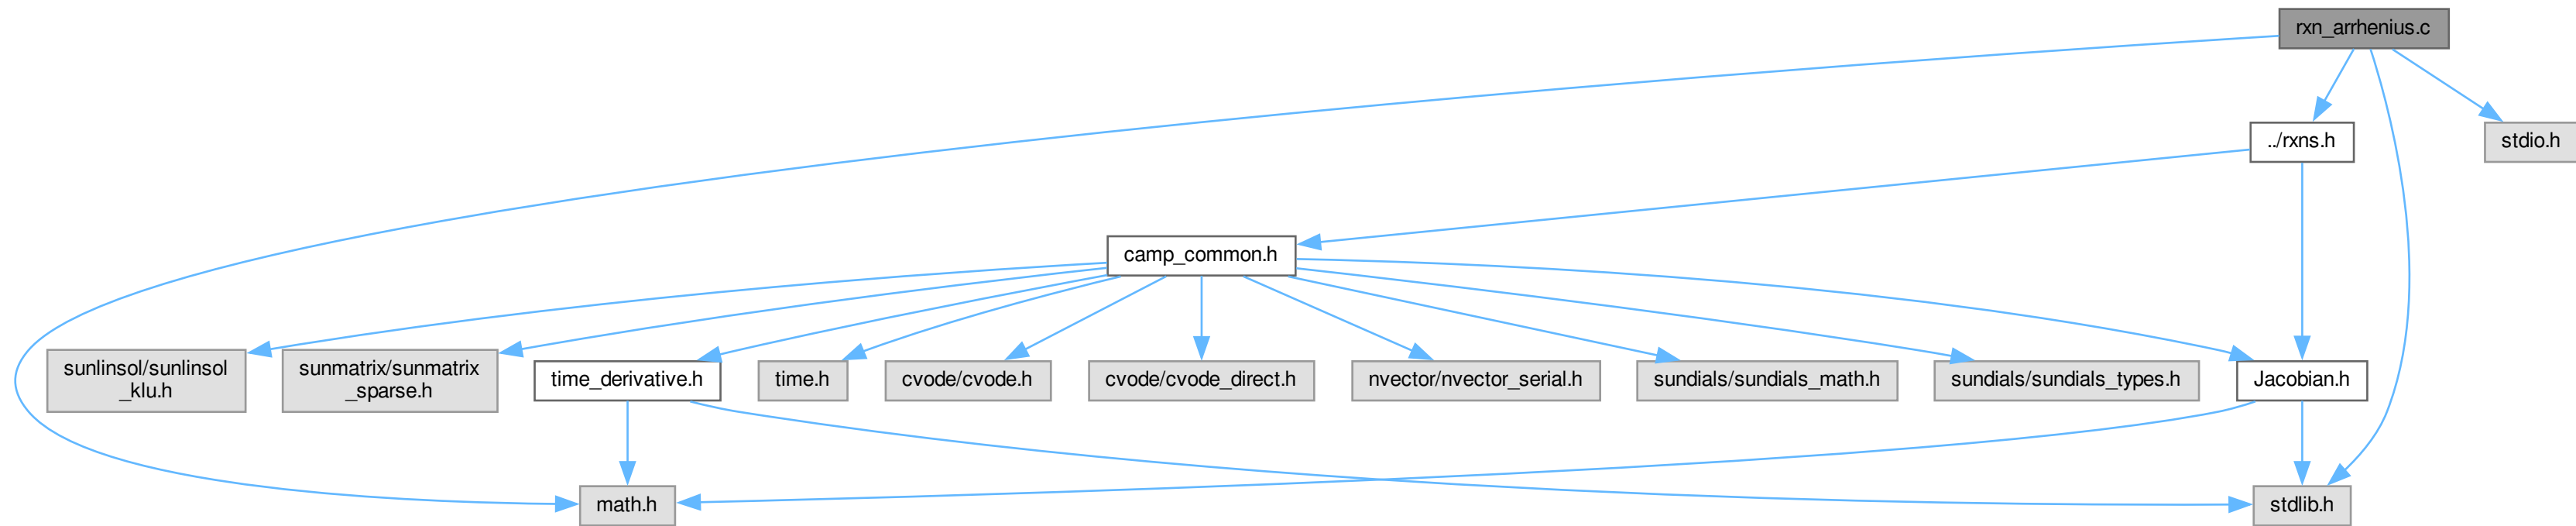 rxn_arrhenius.c
../rxns.h
stdio.h
camp_common.h
sunlinsol/sunlinsol
_klu.h
sunmatrix/sunmatrix
_sparse.h
time_derivative.h
time.h
cvode/cvode.h
cvode/cvode_direct.h
nvector/nvector_serial.h
sundials/sundials_math.h
sundials/sundials_types.h
Jacobian.h
math.h
stdlib.h